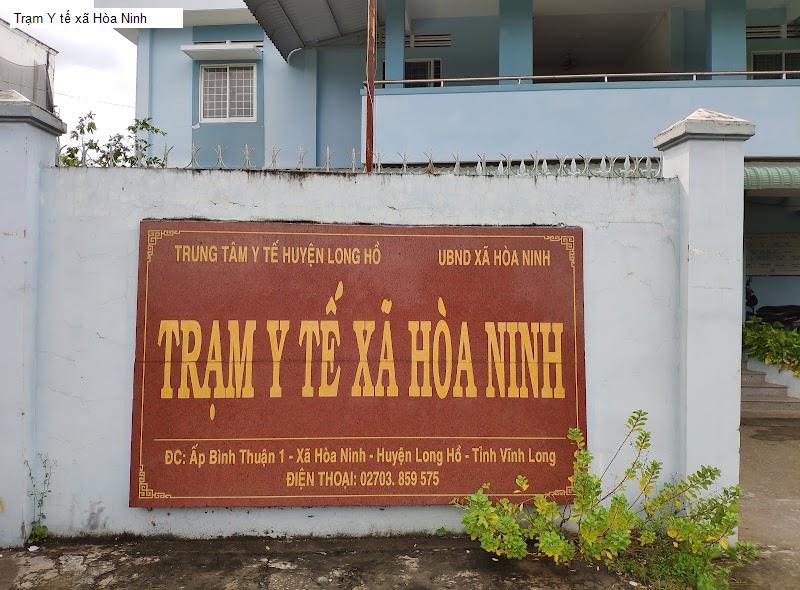 Trạm Y tế xã Hòa Ninh
TRUNG TÂM Y TẾ HUYỆN LONG HỒ UBND XÃ HÒA NINH
TRẠM Y TẾ XÃ HÒA NINH
ĐC: Ấp Bình Thuận 1 - Xã Hòa Ninh - Huyện Long Hồ - Tỉnh Vĩnh Long
ĐIỆN THOẠI: 02703. 859 575